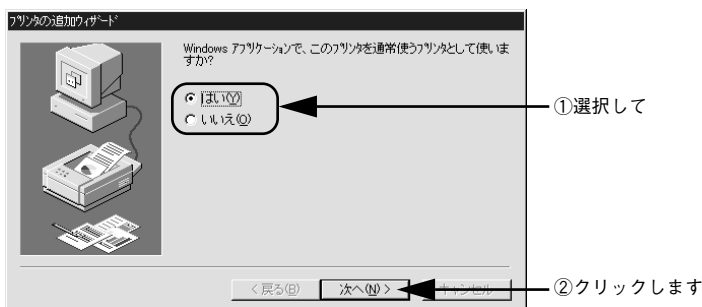 プリンタの追加ウィザード
Windows アプリケーションで、このプリンタを通常使うプリンタとして使いま
すか?
はい(Y)
①選択して
いいえ(O)
< 戻る(B)
次へ(N) >
キャンセル
②クリックします